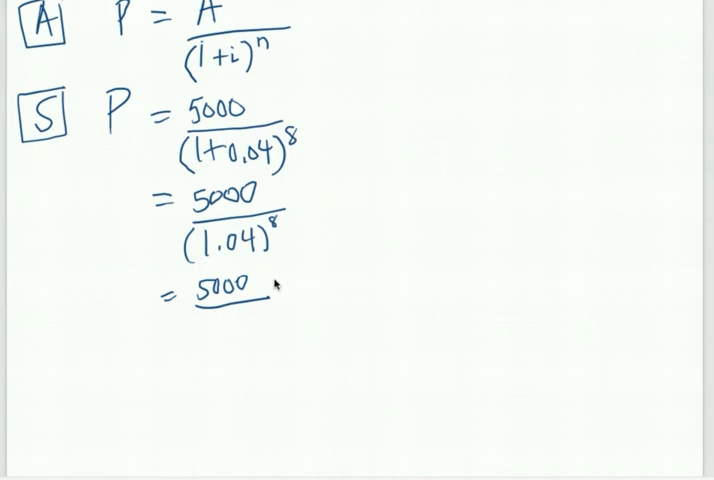 A P = A / (1+i)^n
S P = 5000 / (1+0.04)^8
= 5000 / (1.04)^8
= 5000